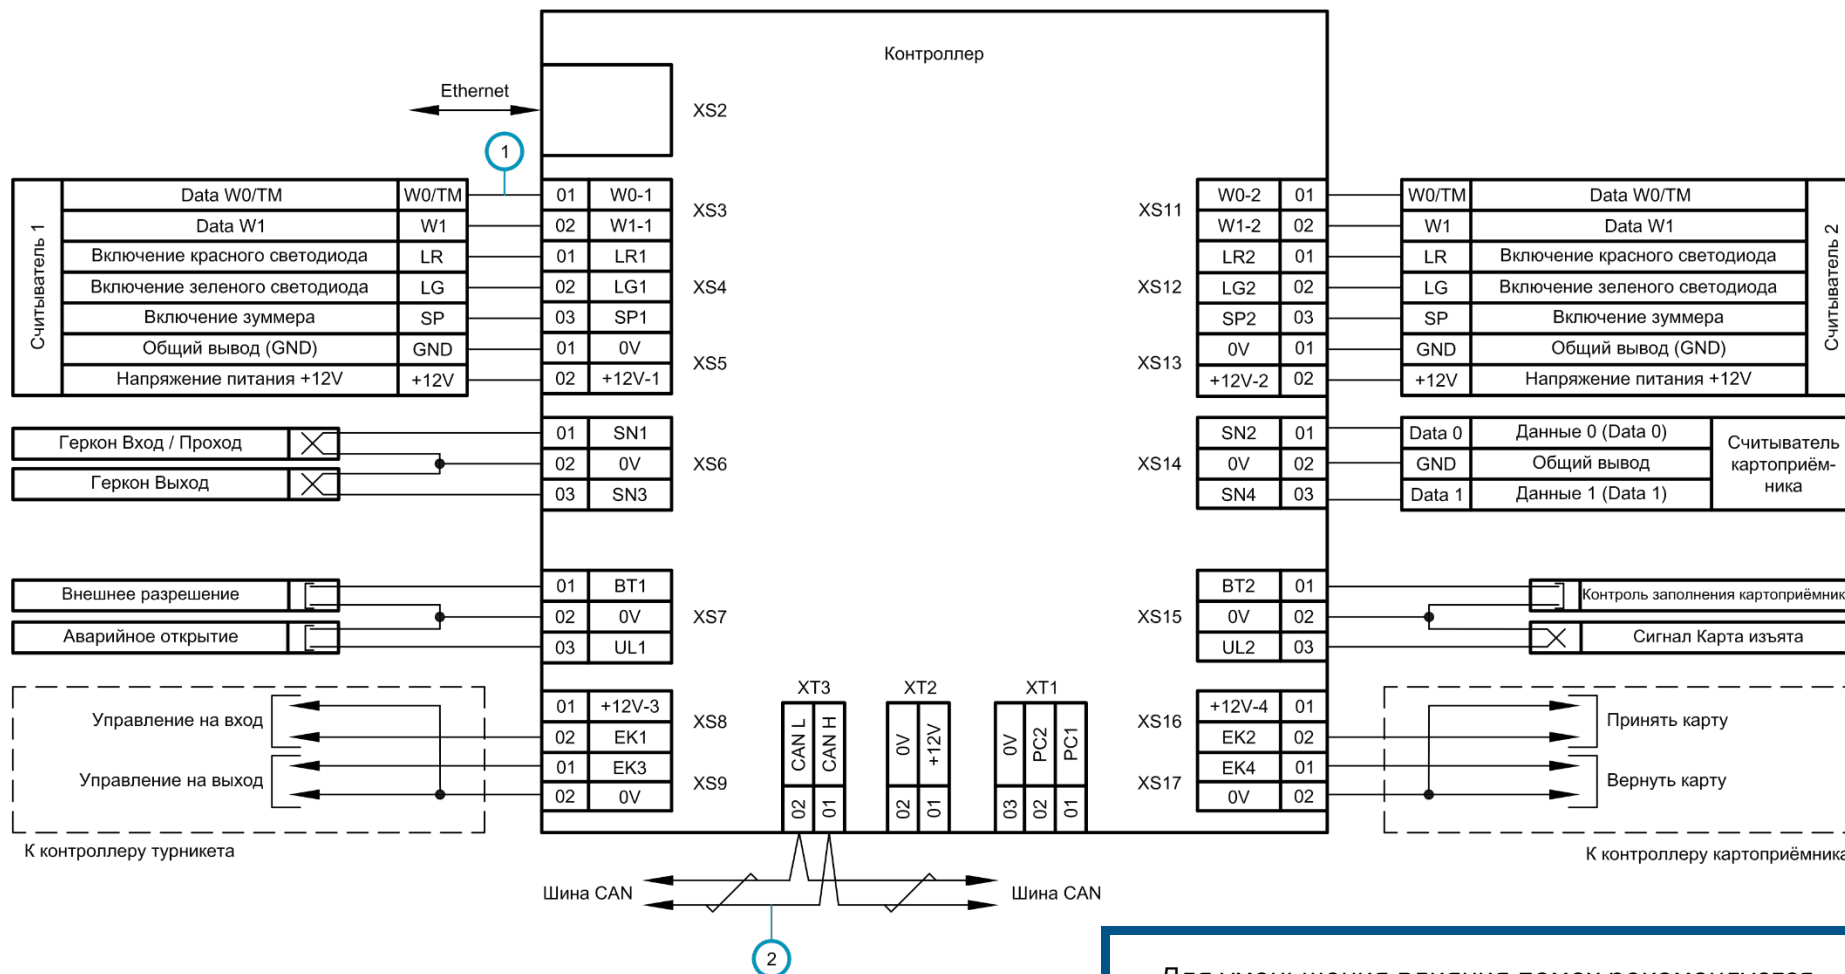 Контроллер
Ethernet
XS2
1
Считыватель 1
Data W0/TM W0/TM 01 W0-1
Data W1 W1 02 W1-1
XS3
Включение красного светодиода LR 01 LR1
Включение зеленого светодиода LG 02 LG1
Включение зуммера SP 03 SP1
XS4
Общий вывод (GND) GND 01 0V
Напряжение питания +12V +12V 02 +12V-1
XS5
Геркон Вход / Проход
Геркон Выход
01 SN1
02 0V
03 SN3
XS6
Внешнее разрешение
Аварийное открытие
01 BT1
02 0V
03 UL1
XS7
Управление на вход
Управление на выход
01 +12V-3
02 EK1
XS8
01 EK3
02 0V
XS9
К контроллеру турникета
XT3
CAN L CAN H
02 01
XT2
0V +12V
02 01
XT1
0V PC2 PC1
03 02 01
Шина CAN
Шина CAN
2
XS11
W0-2 01 W0/TM Data W0/TM
W1-2 02 W1 Data W1
XS12
LR2 01 LR Включение красного светодиода
LG2 02 LG Включение зеленого светодиода
SP2 03 SP Включение зуммера
XS13
0V 01 GND Общий вывод (GND)
+12V-2 02 +12V Напряжение питания +12V
Считыватель 2
XS14
SN2 01 Data 0 Данные 0 (Data 0)
0V 02 GND Общий вывод
SN4 03 Data 1 Данные 1 (Data 1)
Считыватель
картоприём-
ника
XS15
BT2 01
0V 02
UL2 03
Контроль заполнения картоприёмник
Сигнал Карта изъята
XS16
+12V-4 01
EK2 02
XS17
EK4 01
0V 02
Принять карту
Вернуть карту
К контроллеру картоприёмника
Для уменьшения влияния помех рекомендуется